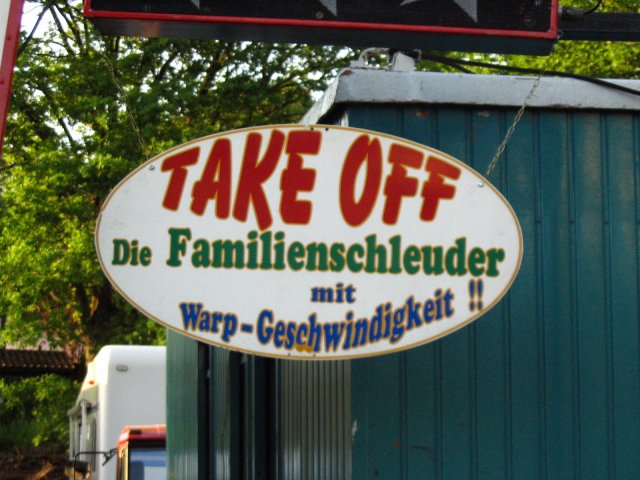 TAKE OFF
Die Familienschleuder
mit
Warp-Geschwindigkeit !!